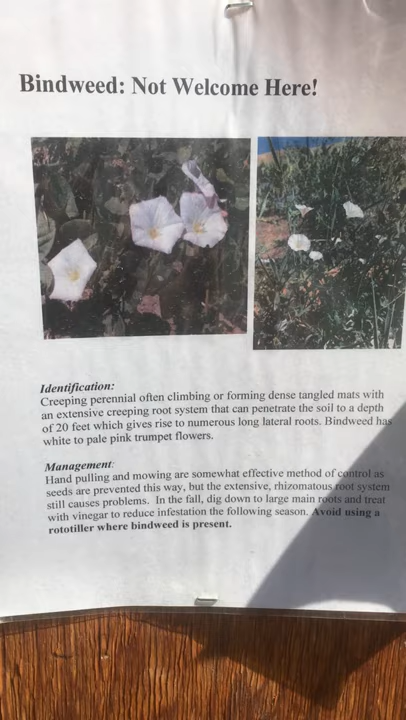 Bindweed: Not Welcome Here!
Identification:
Creeping perennial often climbing or forming dense tangled mats with
an extensive creeping root system that can penetrate the soil to a depth
of 20 feet which gives rise to numerous long lateral roots. Bindweed has
white to pale pink trumpet flowers.
Management:
Hand pulling and mowing are somewhat effective method of control as
seeds are prevented this way, but the extensive, rhizomatous root system
still causes problems. In the fall, dig down to large main roots and treat
with vinegar to reduce infestation the following season. Avoid using a
rototiller where bindweed is present.